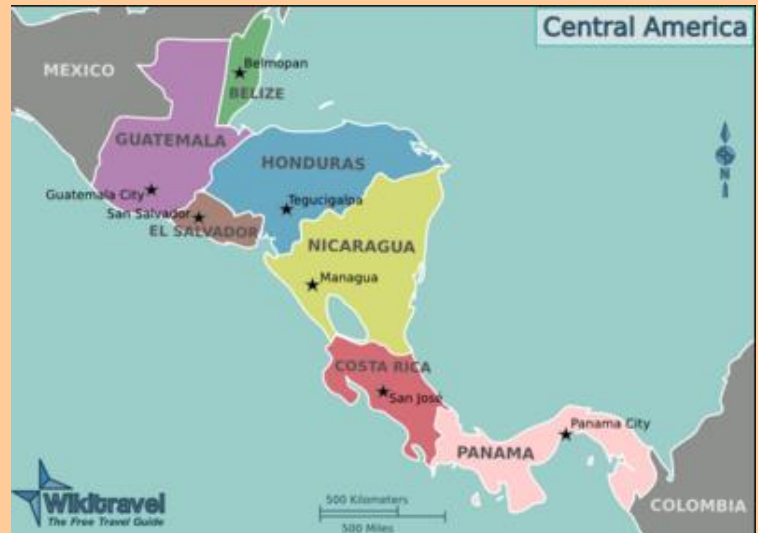 Central America
MEXICO
Belmopan
BELIZE
GUATEMALA
HONDURAS
Guatemala City
Tegucigalpa
San Salvador
EL SALVADOR
NICARAGUA
Managua
N
COSTA RICA
San José
Panama City
PANAMA
COLOMBIA
Wikitravel
The Free Travel Guide
500 Kilometers
500 Miles